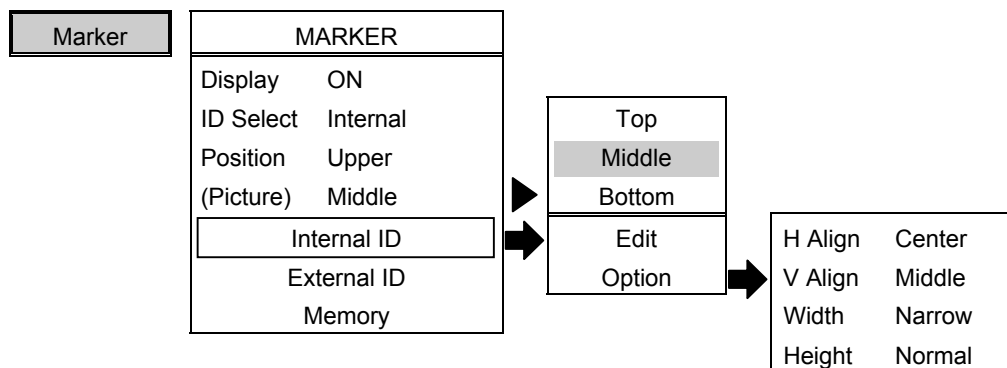 Marker
MARKER
Display ON
ID Select Internal
Position Upper
(Picture) Middle
Internal ID
External ID
Memory
Top
Middle
Bottom
Edit
Option
H Align Center
V Align Middle
Width Narrow
Height Normal